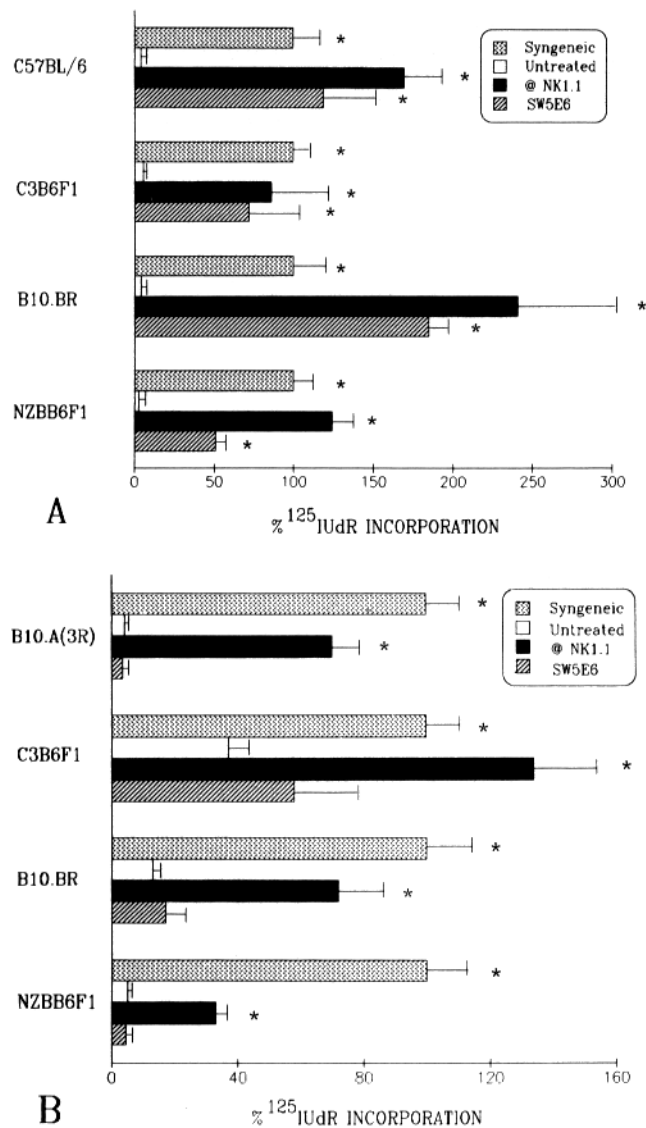 C57BL/6
C3B6F1
B10.BR
NZBB6F1
*
*
*
*
*
*
*
*
*
*
*
*
Syngeneic
Untreated
@ NK1.1
SW5E6
0 50 100 150 200 250 300
A
% 125IUdR INCORPORATION
B10.A(3R)
C3B6F1
B10.BR
NZBB6F1
*
*
*
*
*
*
*
*
Syngeneic
Untreated
@ NK1.1
SW5E6
0 40 80 120 160
B
% 125IUdR INCORPORATION